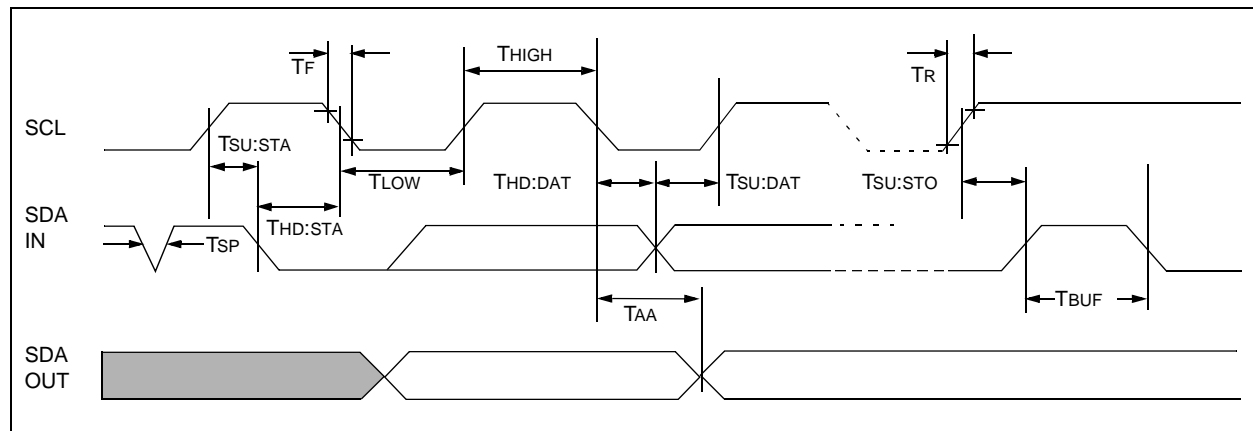 TF
THIGH
TR
SCL
TSU:STA
TLOW
THD:DAT
TSU:DAT
TSU:STO
SDA
IN
TSP
THD:STA
TAA
TBUF
SDA
OUT